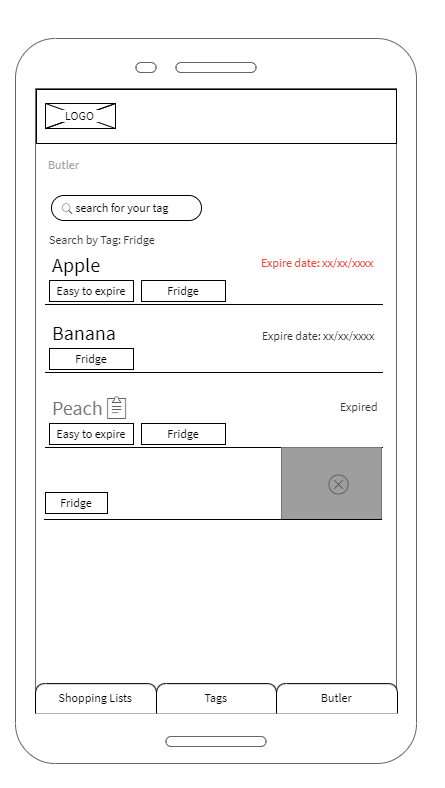 LOGO
Butler
search for your tag
Search by Tag: Fridge
Apple Expire date: xx/xx/xxxx
Easy to expire Fridge
Banana Expire date: xx/xx/xxxx
Fridge
Peach Expired
Easy to expire Fridge
Fridge
Shopping Lists Tags Butler